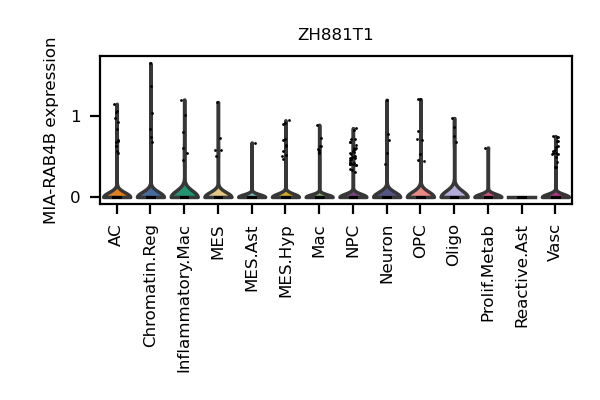 ZH881T1
MIA-RAB4B expression
1
0
AC
Chromatin.Reg
Inflammatory.Mac
MES
MES.Ast
MES.Hyp
Mac
NPC
Neuron
OPC
Oligo
Prolif.Metab
Reactive.Ast
Vasc